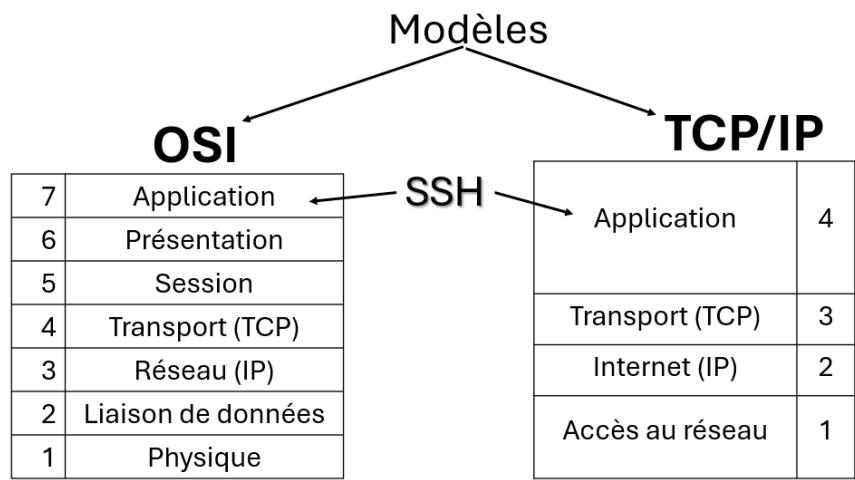 Modèles
OSI
TCP/IP
SSH
7 Application
6 Présentation
5 Session
4 Transport (TCP)
3 Réseau (IP)
2 Liaison de données
1 Physique
Application 4
Transport (TCP) 3
Internet (IP) 2
Accès au réseau 1